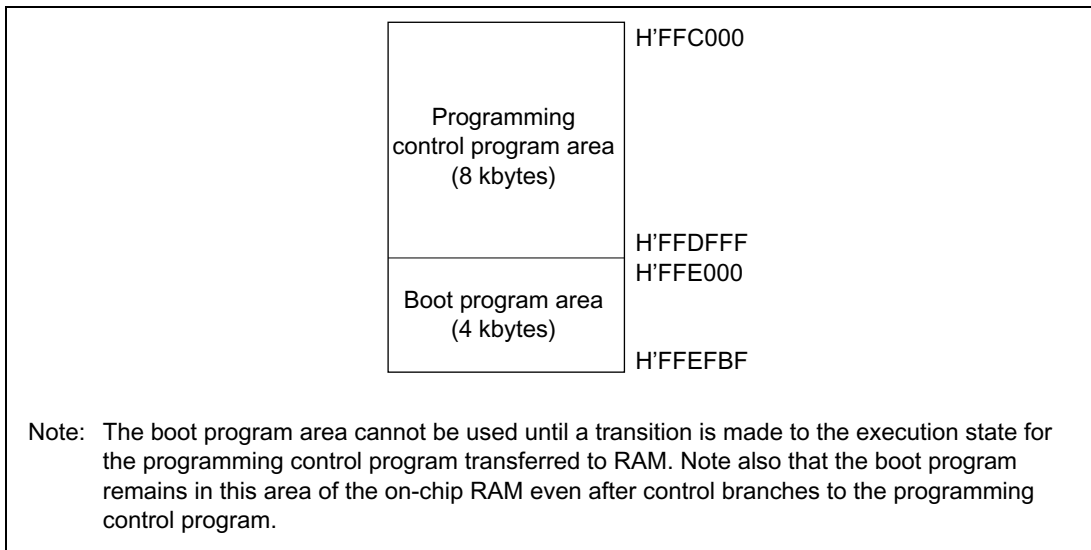 H'FFC000
Programming
control program area
(8 kbytes)
H'FFDFFF
H'FFE000
Boot program area
(4 kbytes)
H'FFEFBF
Note: The boot program area cannot be used until a transition is made to the execution state for
the programming control program transferred to RAM. Note also that the boot program
remains in this area of the on-chip RAM even after control branches to the programming
control program.